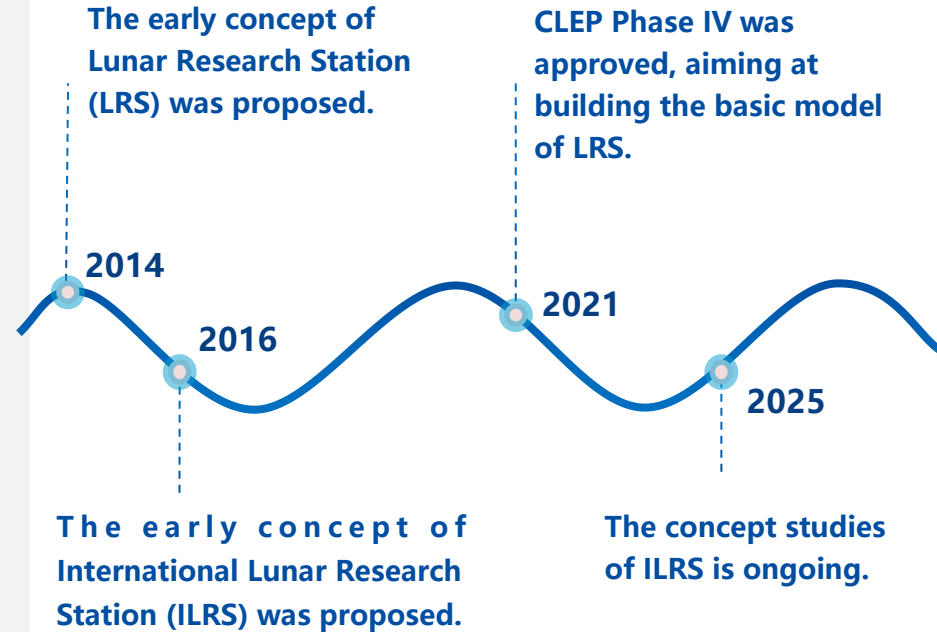 The early concept of
Lunar Research Station
(LRS) was proposed.
CLEP Phase IV was
approved, aiming at
building the basic model
of LRS.
2014
2016
2021
2025
The early concept of
International Lunar Research
Station (ILRS) was proposed.
The concept studies
of ILRS is ongoing.